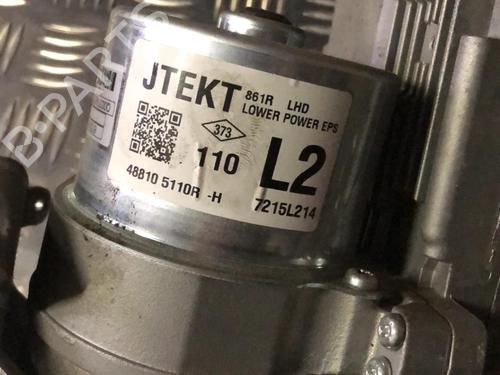 JTEKT 861R LHD
LOWER POWER EPS
373
110 L2
48810 5110R -H 7215L214
B-PARTS